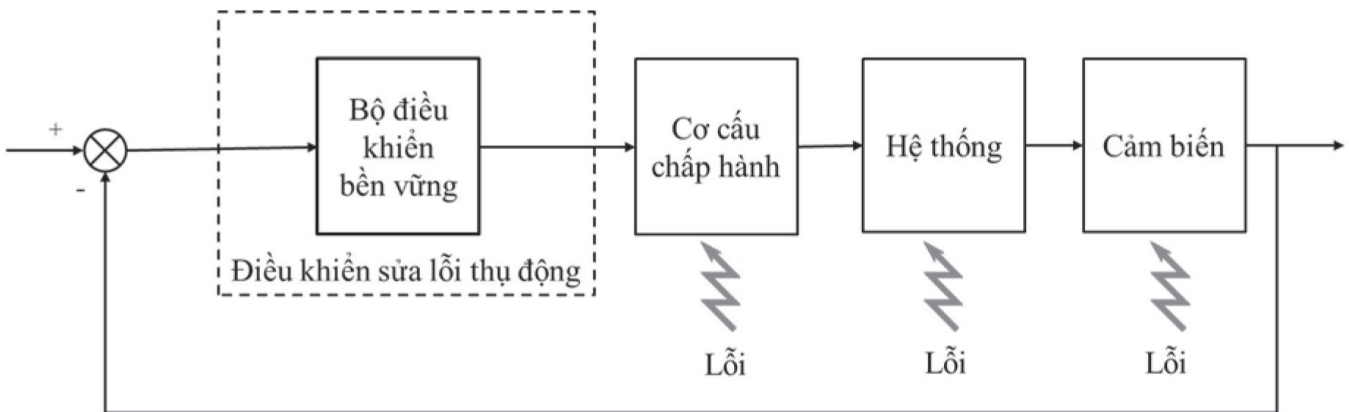 +
-
Bộ điều
khiển
bền vững
Điều khiển sửa lỗi thụ động
Cơ cấu
chấp hành
Hệ thống
Cảm biến
Lỗi
Lỗi
Lỗi